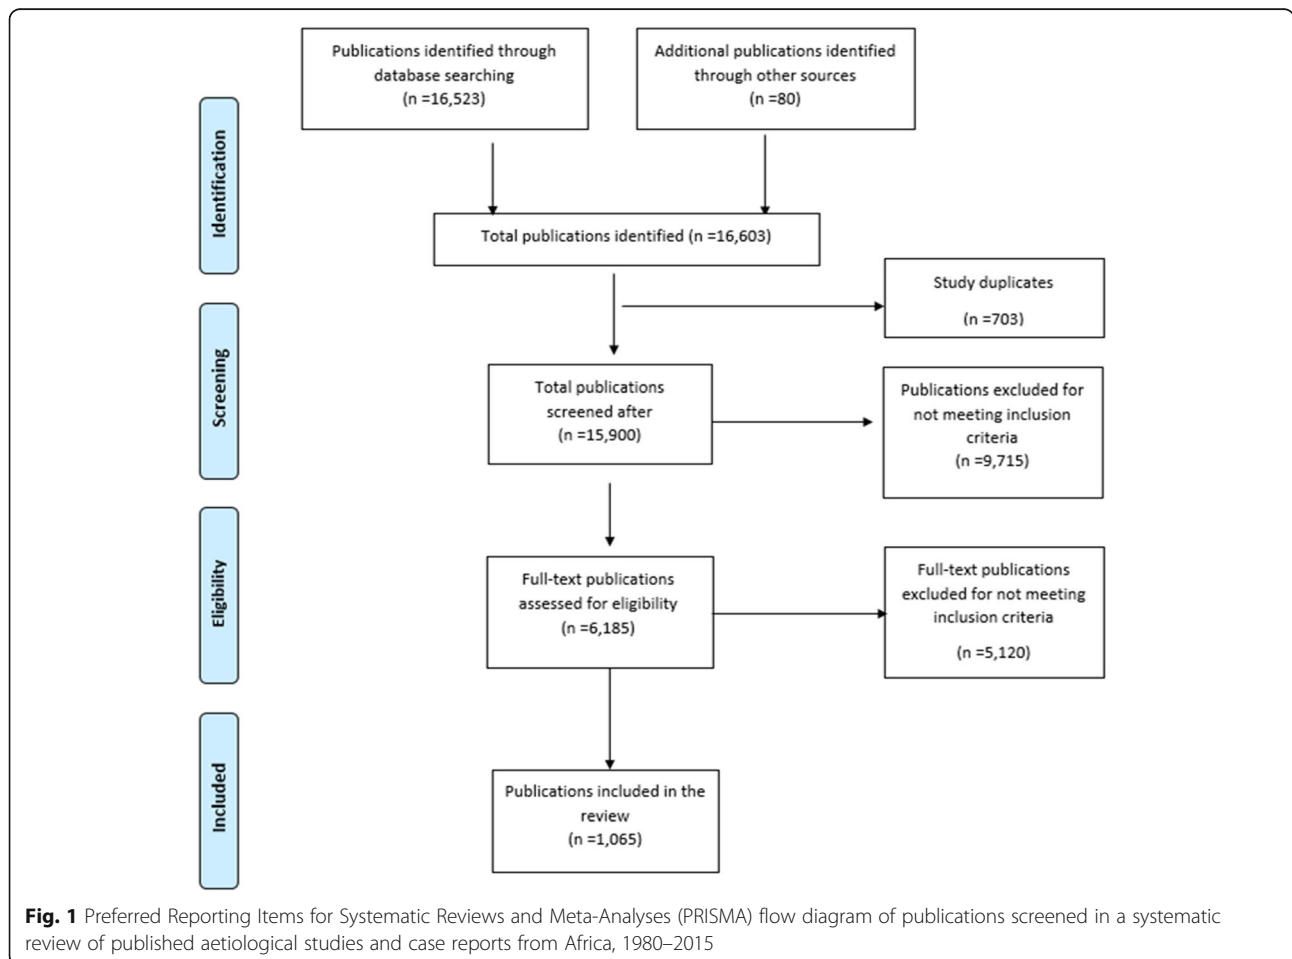 Publications identified through
database searching
(n =16,523)
Additional publications identified
through other sources
(n =80)
Identification
Total publications identified (n =16,603)
Study duplicates
(n =703)
Screening
Total publications
screened after
(n =15,900)
Publications excluded for
not meeting inclusion
criteria
(n =9,715)
Eligibility
Full-text publications
assessed for eligibility
(n =6,185)
Full-text publications
excluded for not meeting
inclusion criteria
(n =5,120)
Included
Publications included in the
review
(n =1,065)
Fig. 1 Preferred Reporting Items for Systematic Reviews and Meta-Analyses (PRISMA) flow diagram of publications screened in a systematic
review of published aetiological studies and case reports from Africa, 1980–2015